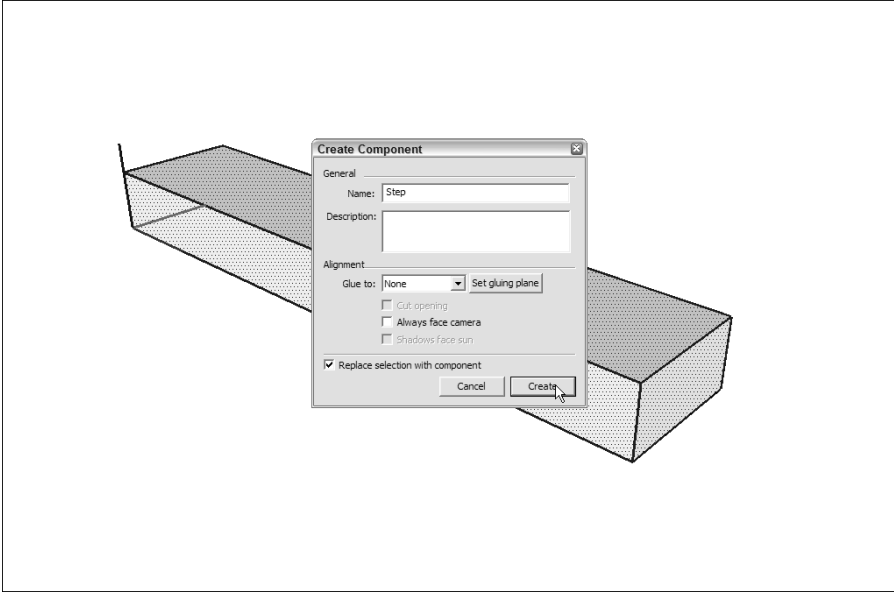 Create Component
General
Name: Step
Description:
Alignment
Glue to: None Set gluing plane
Cut opening
Always face camera
Shadows face sun
Replace selection with component
Cancel Create